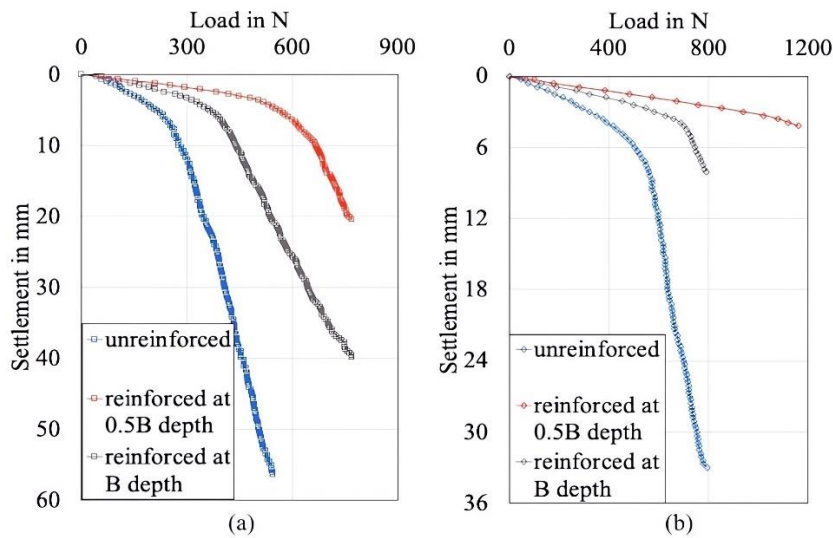 Load in N
0 300 600 900
0
10
20
30
40
50
60
Settlement in mm
unreinforced
reinforced at
0.5B depth
reinforced at
B depth
(a)
Load in N
0 400 800 1200
0
6
12
18
24
30
36
Settlement in mm
unreinforced
reinforced at
0.5B depth
reinforced at
B depth
(b)